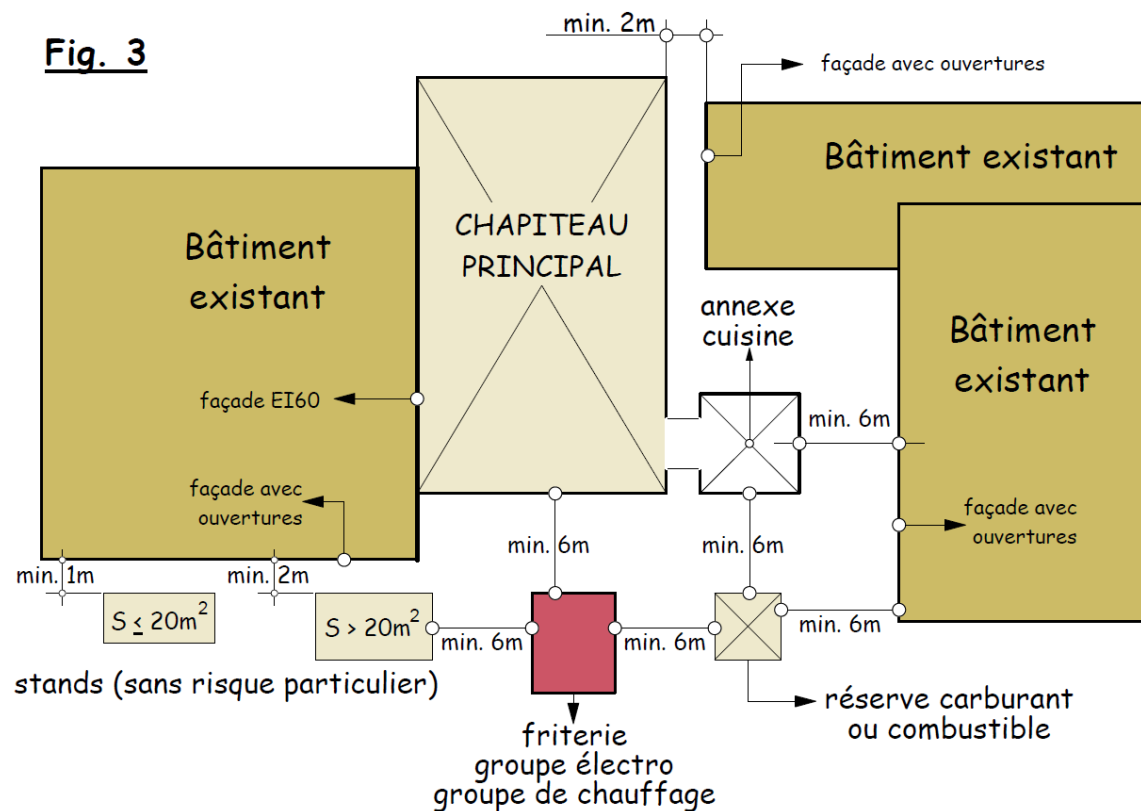 Fig. 3
min. 2m
façade avec ouvertures
Bâtiment existant
Bâtiment
existant
CHAPITEAU
PRINCIPAL
annexe
cuisine
Bâtiment
existant
façade EI60
min. 6m
façade avec
ouvertures
façade avec
ouvertures
min. 1m
min. 2m
min. 6m
min. 6m
S ≤ 20m²
S > 20m²
min. 6m
min. 6m
min. 6m
stands (sans risque particulier)
réserve carburant
ou combustible
friterie
groupe électro
groupe de chauffage